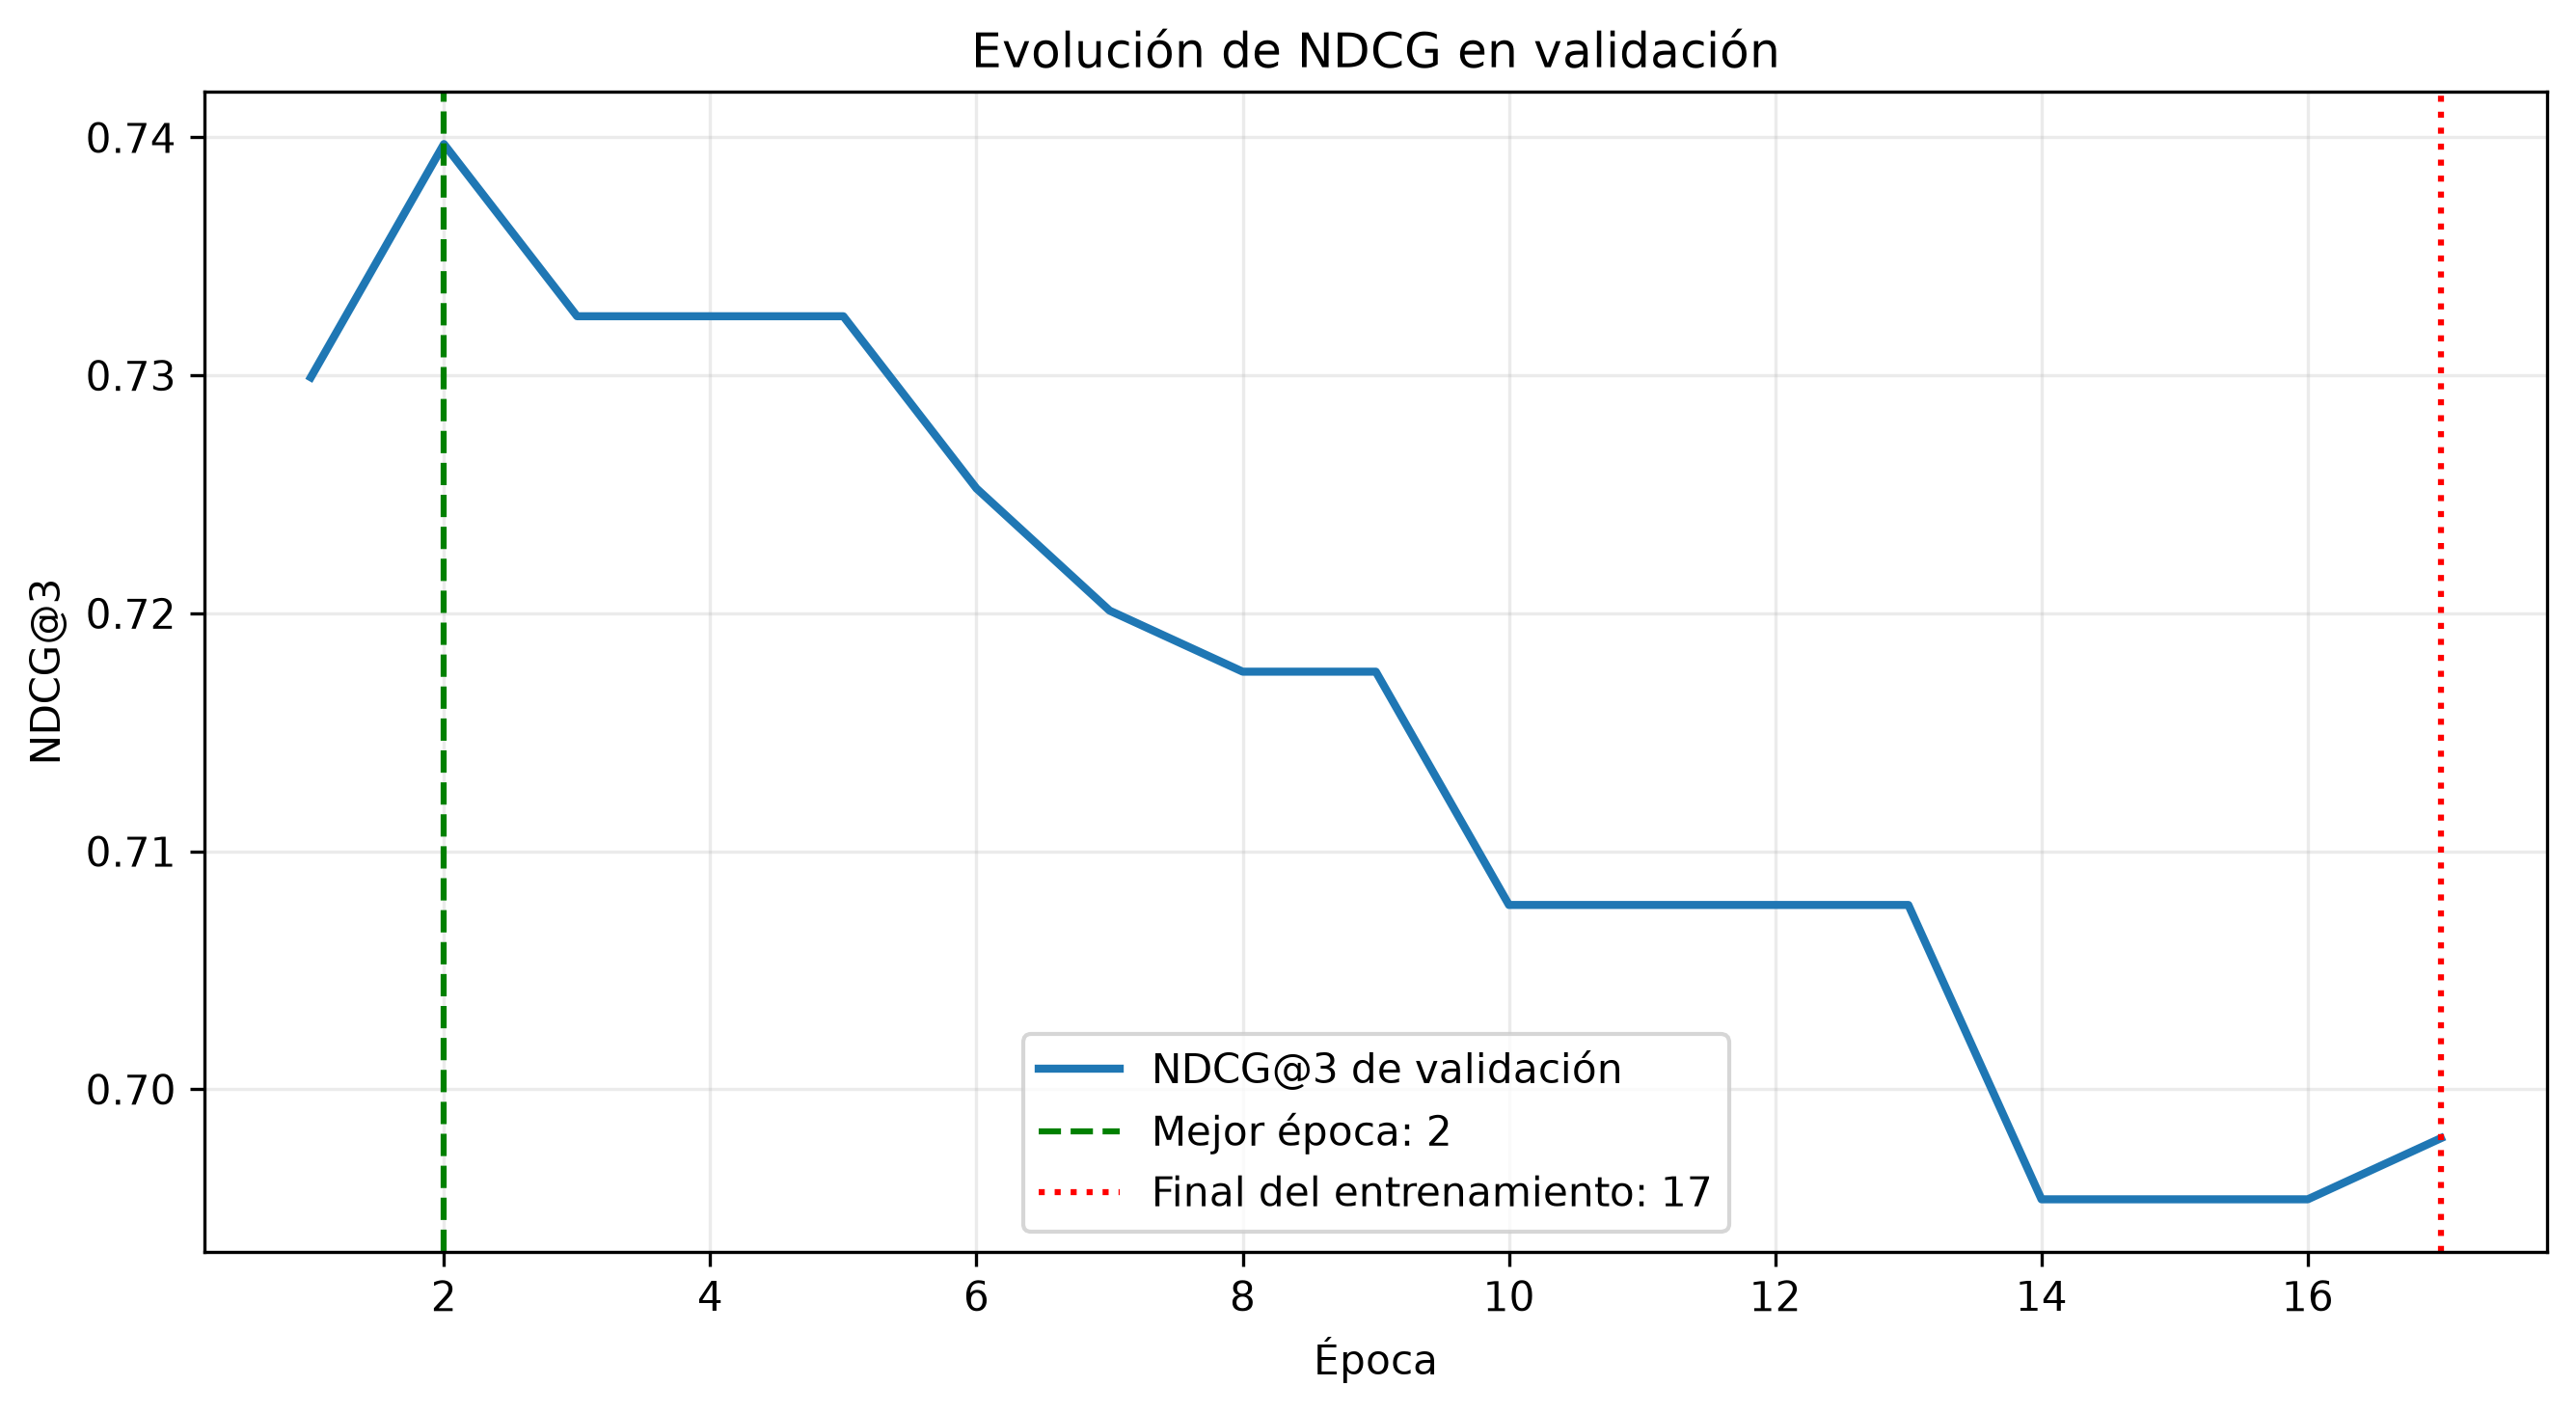 Evolución de NDCG en validación
0.74
0.73
0.72
0.71
0.70
NDCG@3
NDCG@3 de validación
Mejor época: 2
Final del entrenamiento: 17
2 4 6 8 10 12 14 16
Época